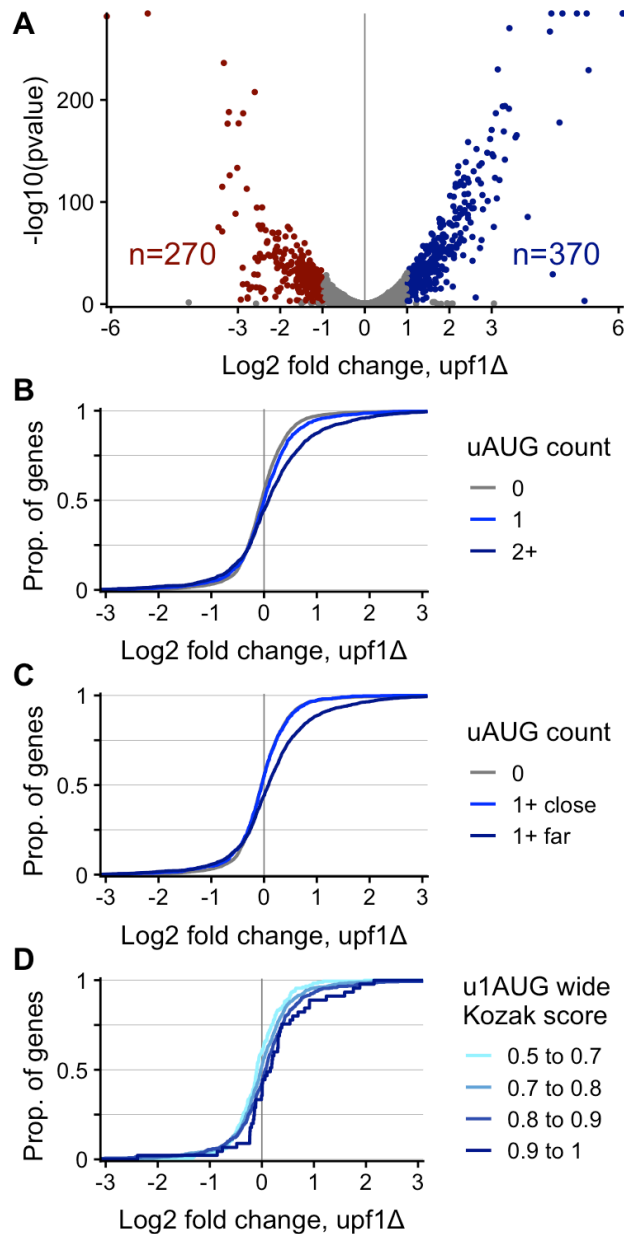 A
-log10(pvalue)
200
100
0
n=270
n=370
-6 -3 -2 -1 0 1 2 3 6
Log2 fold change, upf1Δ
B
Prop. of genes
1
0.5
0
-3 -2 -1 0 1 2 3
Log2 fold change, upf1Δ
uAUG count
0
1
2+
C
Prop. of genes
1
0.5
0
-3 -2 -1 0 1 2 3
Log2 fold change, upf1Δ
uAUG count
0
1+ close
1+ far
D
Prop. of genes
1
0.5
0
-3 -2 -1 0 1 2 3
Log2 fold change, upf1Δ
u1AUG wide
Kozak score
0.5 to 0.7
0.7 to 0.8
0.8 to 0.9
0.9 to 1